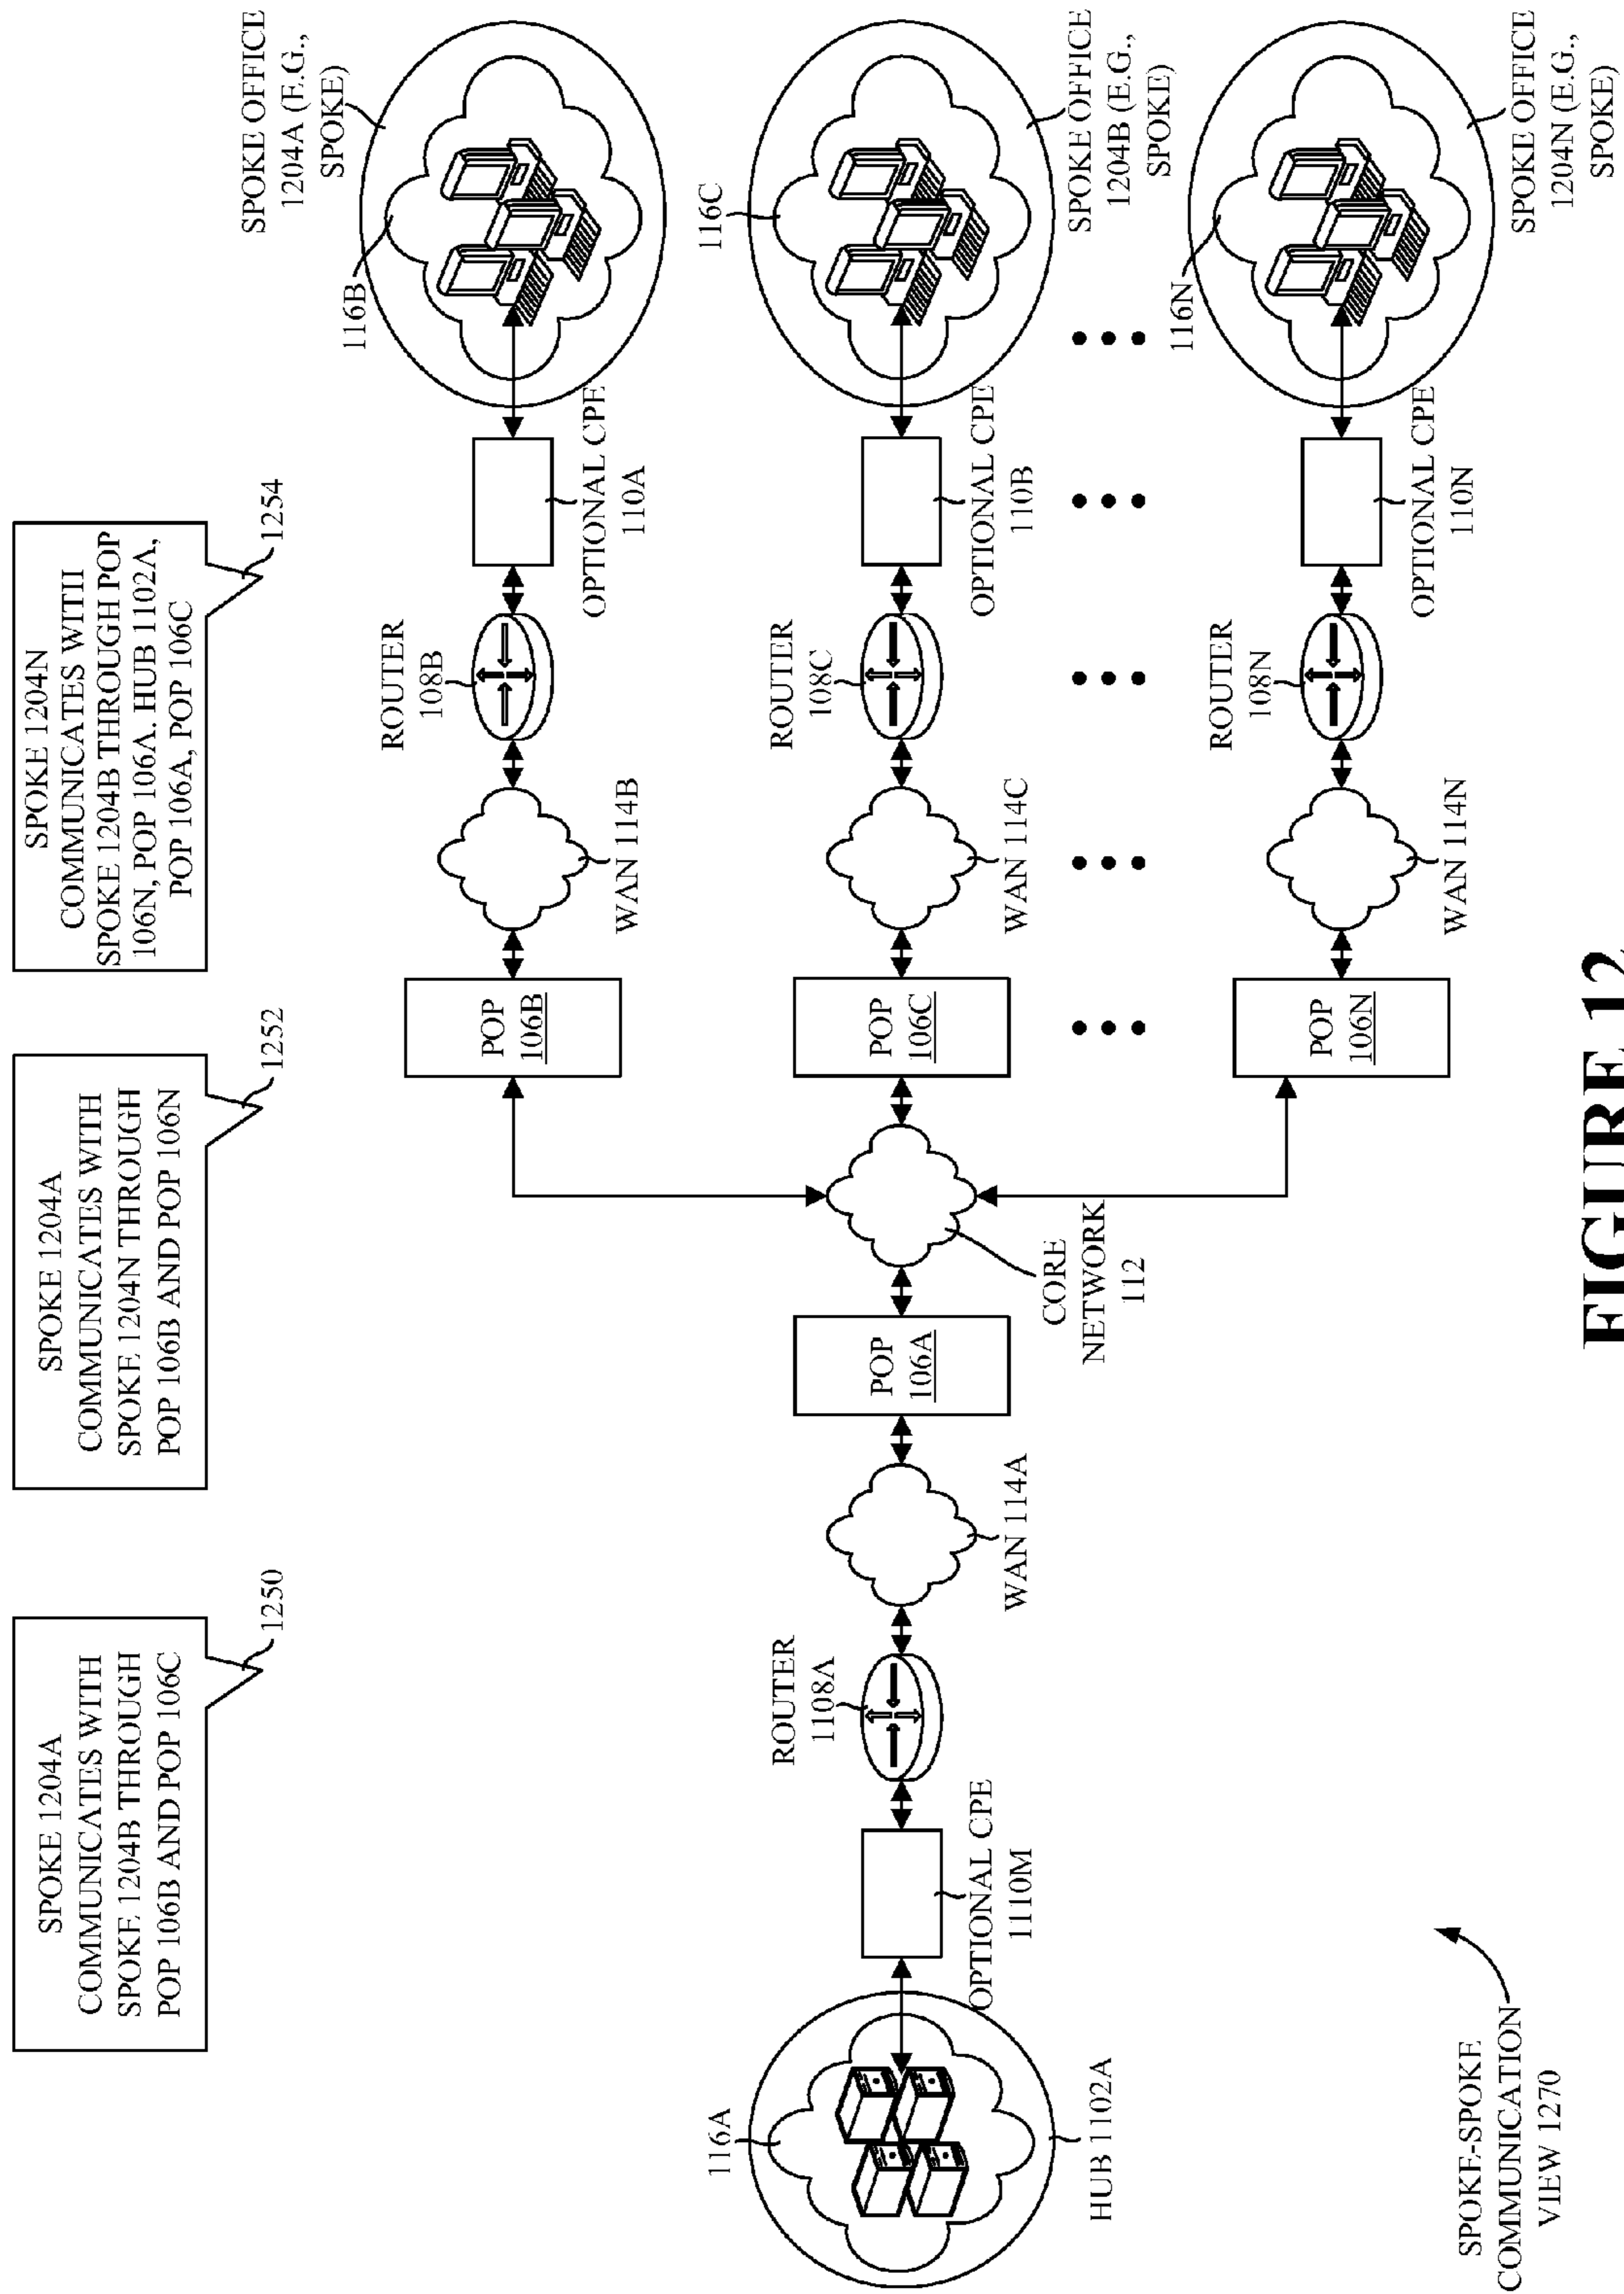 SPOKE 1204A
COMMUNICATES WITH
SPOKE 1204B THROUGH
POP 106B AND POP 106C
1250
SPOKE 1204A
COMMUNICATES WITH
SPOKE 1204N THROUGH
POP 106B AND POP 106N
1252
SPOKE 1204N
COMMUNICATES WITH
SPOKE 1204B THROUGH POP
106N, POP 106A. HUB 1102A,
POP 106A, POP 106C
1254
SPOKE OFFICE
1204A (E.G.,
SPOKE)
116B
OPTIONAL CPE
110A
ROUTER
108B
WAN 114B
POP
106B
116A
HUB 1102A
OPTIONAL CPE
1110M
ROUTER
1108A
WAN 114A
POP
106A
CORE
NETWORK
112
POP
106C
WAN 114C
ROUTER
108C
OPTIONAL CPE
110B
116C
SPOKE OFFICE
1204B (E.G.,
SPOKE)
POP
106N
WAN 114N
ROUTER
108N
OPTIONAL CPE
110N
116N
SPOKE OFFICE
1204N (E.G.,
SPOKE)
SPOKE-SPOKE
COMMUNICATION
VIEW 1270
FIGURE 12